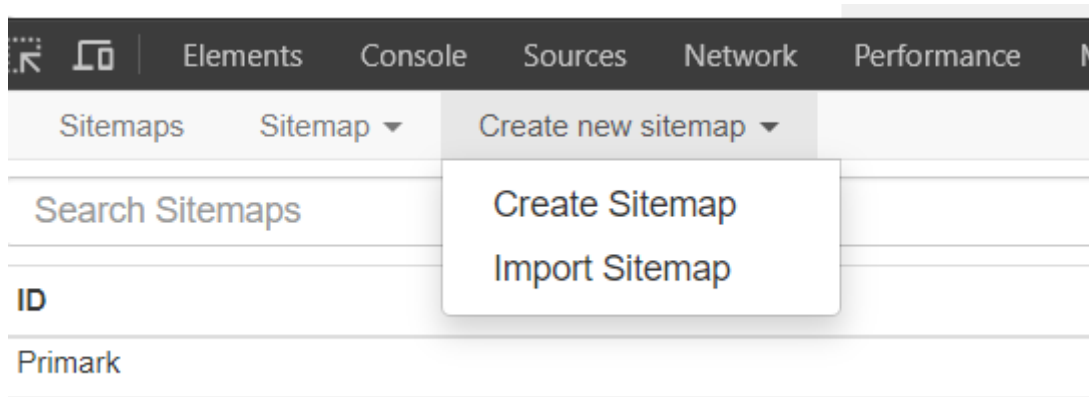 Elements Console Sources Network Performance
Sitemaps Sitemap Create new sitemap
Search Sitemaps
Create Sitemap
Import Sitemap
ID
Primark